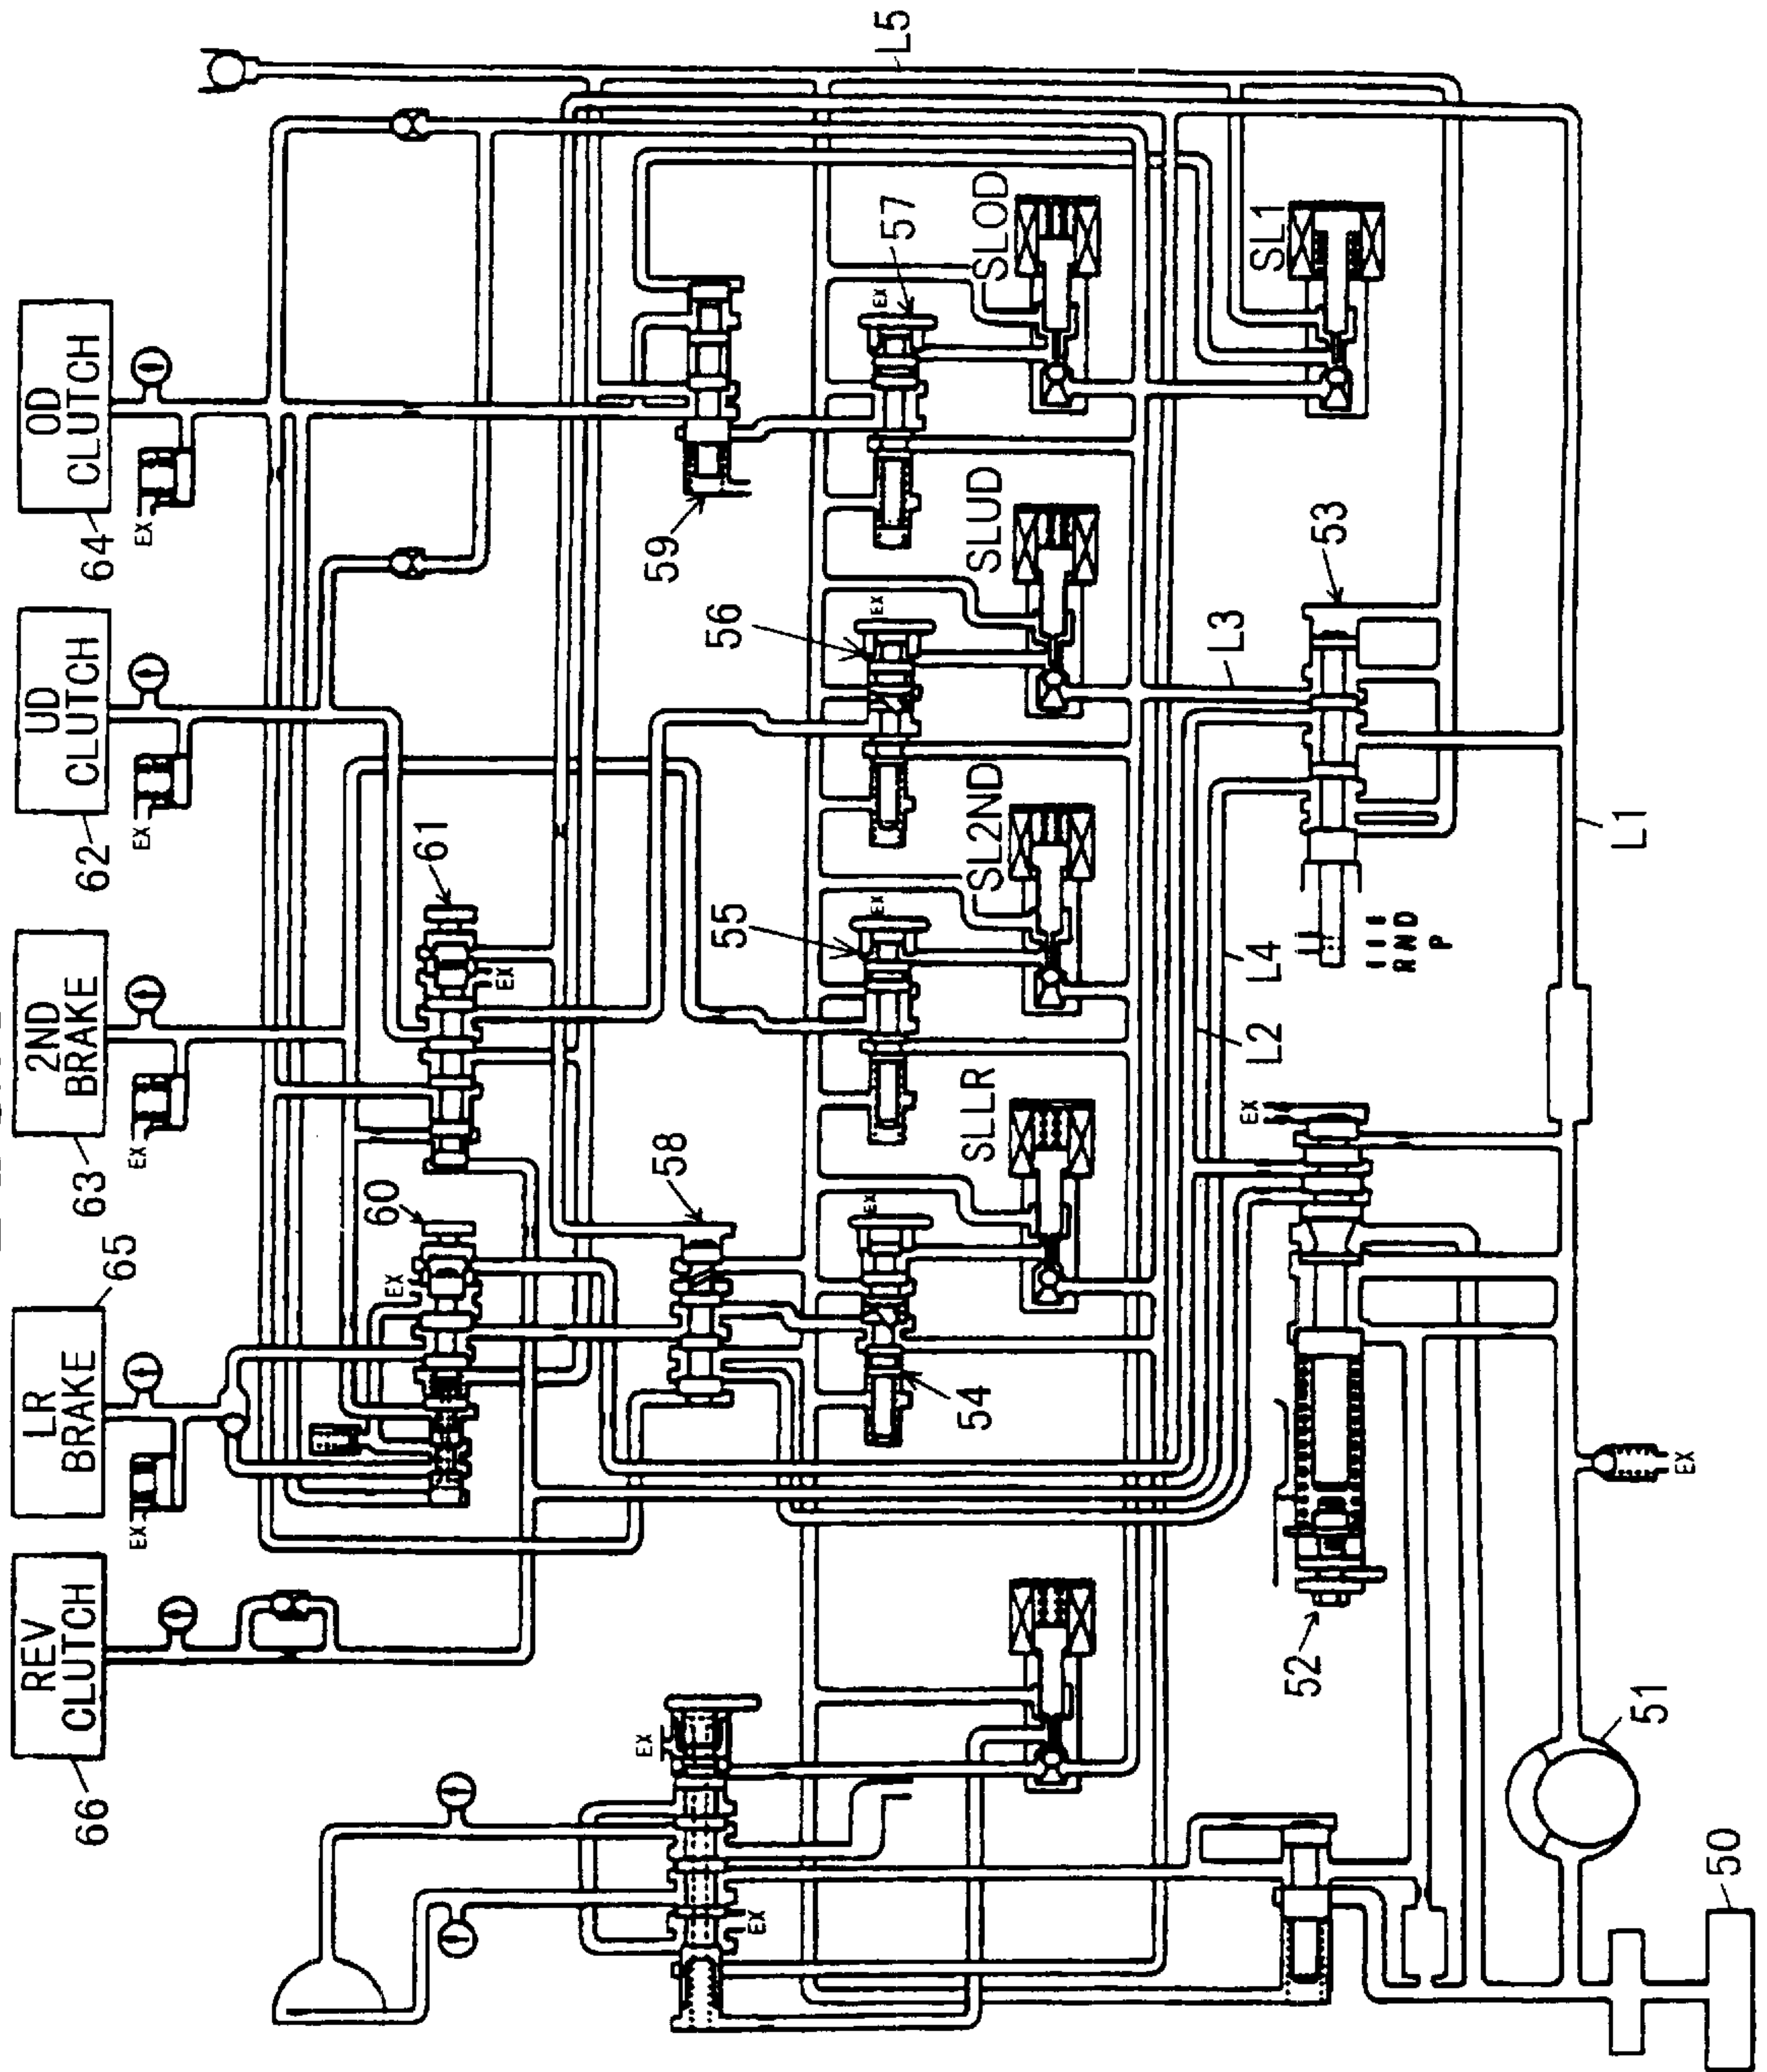 REV
CLUTCH
66
LR
BRAKE
65
EX
2ND
BRAKE
63
EX
UD
CLUTCH
62
EX
OD
CLUTCH
64
EX
60
EX
61
EX
59
L5
58
EX
EX
54
EX
SLLR
55
EX
SL2ND
56
EX
SLUD
57
EX
SLOD
SL1
L3
53
L4
L2
R N D
P
L1
EX
52
EX
51
50